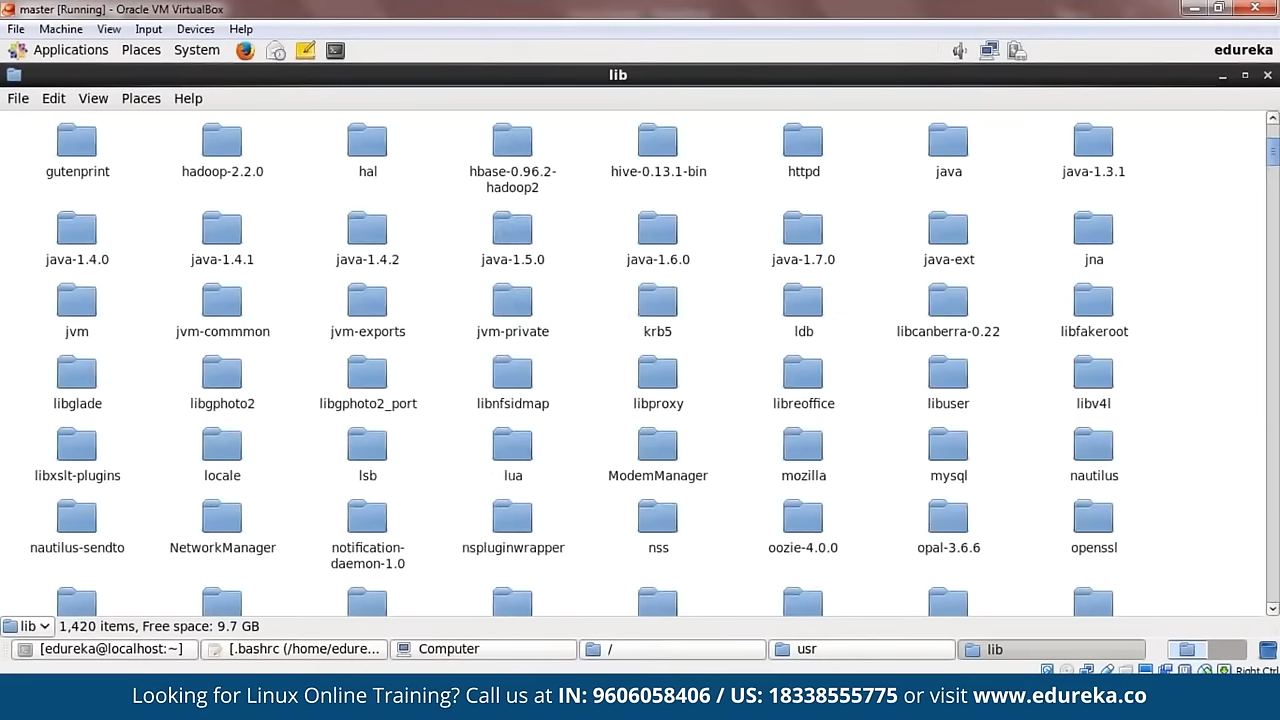 master [Running] - Oracle VM VirtualBox
File Machine View Input Devices Help
Applications Places System edureka
lib
File Edit View Places Help
gutenprint hadoop-2.2.0 hal hbase-0.96.2- hive-0.13.1-bin httpd java java-1.3.1
hadoop2
java-1.4.0 java-1.4.1 java-1.4.2 java-1.5.0 java-1.6.0 java-1.7.0 java-ext jna
jvm jvm-commmon jvm-exports jvm-private krb5 ldb libcanberra-0.22 libfakeroot
libglade libgphoto2 libgphoto2_port libnfsidmap libproxy libreoffice libuser libv4l
libxslt-plugins locale lsb lua ModemManager mozilla mysql nautilus
nautilus-sendto NetworkManager notification- nspluginwrapper nss oozie-4.0.0 opal-3.6.6 openssl
daemon-1.0
lib 1,420 items, Free space: 9.7 GB
[edureka@localhost:~] [.bashrc (/home/edure... Computer / usr lib
Right Ctrl
Looking for Linux Online Training? Call us at IN: 9606058406 / US: 18338555775 or visit www.edureka.co